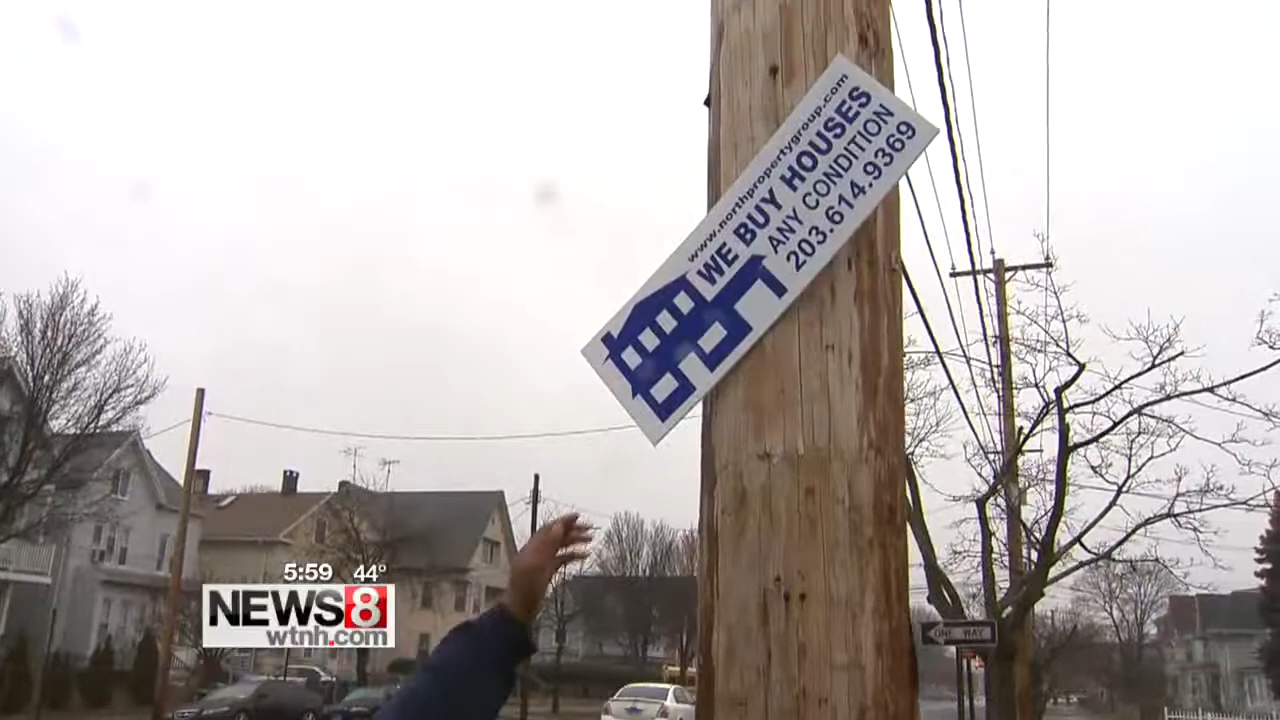 www.northpropertygroup.com
WE BUY HOUSES
ANY CONDITION
203.614.9369
5:59 44°
NEWS8
wtnh.com
ONE WAY